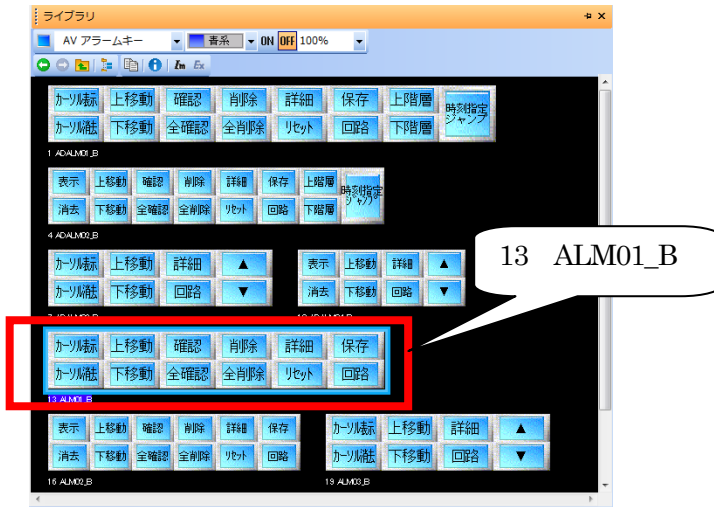 ライブラリ
AV アラームキー 書系 ON OFF 100%
Em Ex
カーソル表示 上移動 確認 削除 詳細 保存 上階層 時刻指定
カーソル消去 下移動 全確認 全削除 リセット 回路 下階層 ジャンプ
1 ADALM01_B
表示 上移動 確認 削除 詳細 保存 上階層 時刻指定
消去 下移動 全確認 全削除 リセット 回路 下階層 ジャンプ
4 ADALM02_B
カーソル表示 上移動 詳細 ▲ 表示 上移動 詳細 ▲
カーソル消去 下移動 回路 ▼ 消去 下移動 回路 ▼
13 ALM01_B
カーソル表示 上移動 確認 削除 詳細 保存
カーソル消去 下移動 全確認 全削除 リセット 回路
13 ALM01_B
表示 上移動 確認 削除 詳細 保存 カーソル表示 上移動 詳細 ▲
消去 下移動 全確認 全削除 リセット 回路 カーソル消去 下移動 回路 ▼
16 ALM02_B 19 ALM03_B